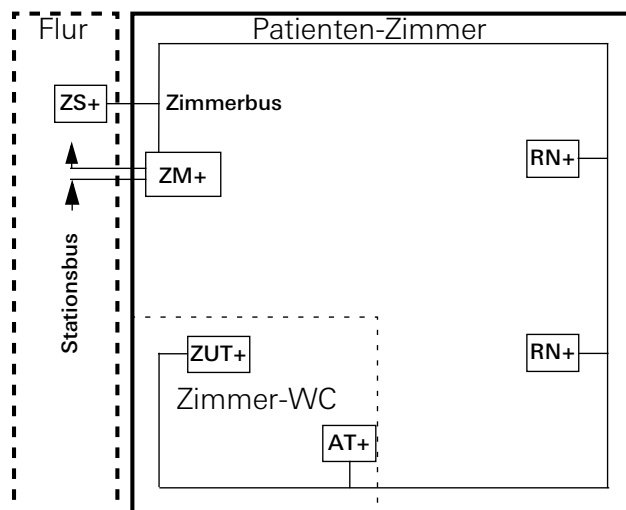 Flur
Patienten-Zimmer
ZS+
Zimmerbus
RN+
ZM+
Stationsbus
ZUT+
RN+
Zimmer-WC
AT+